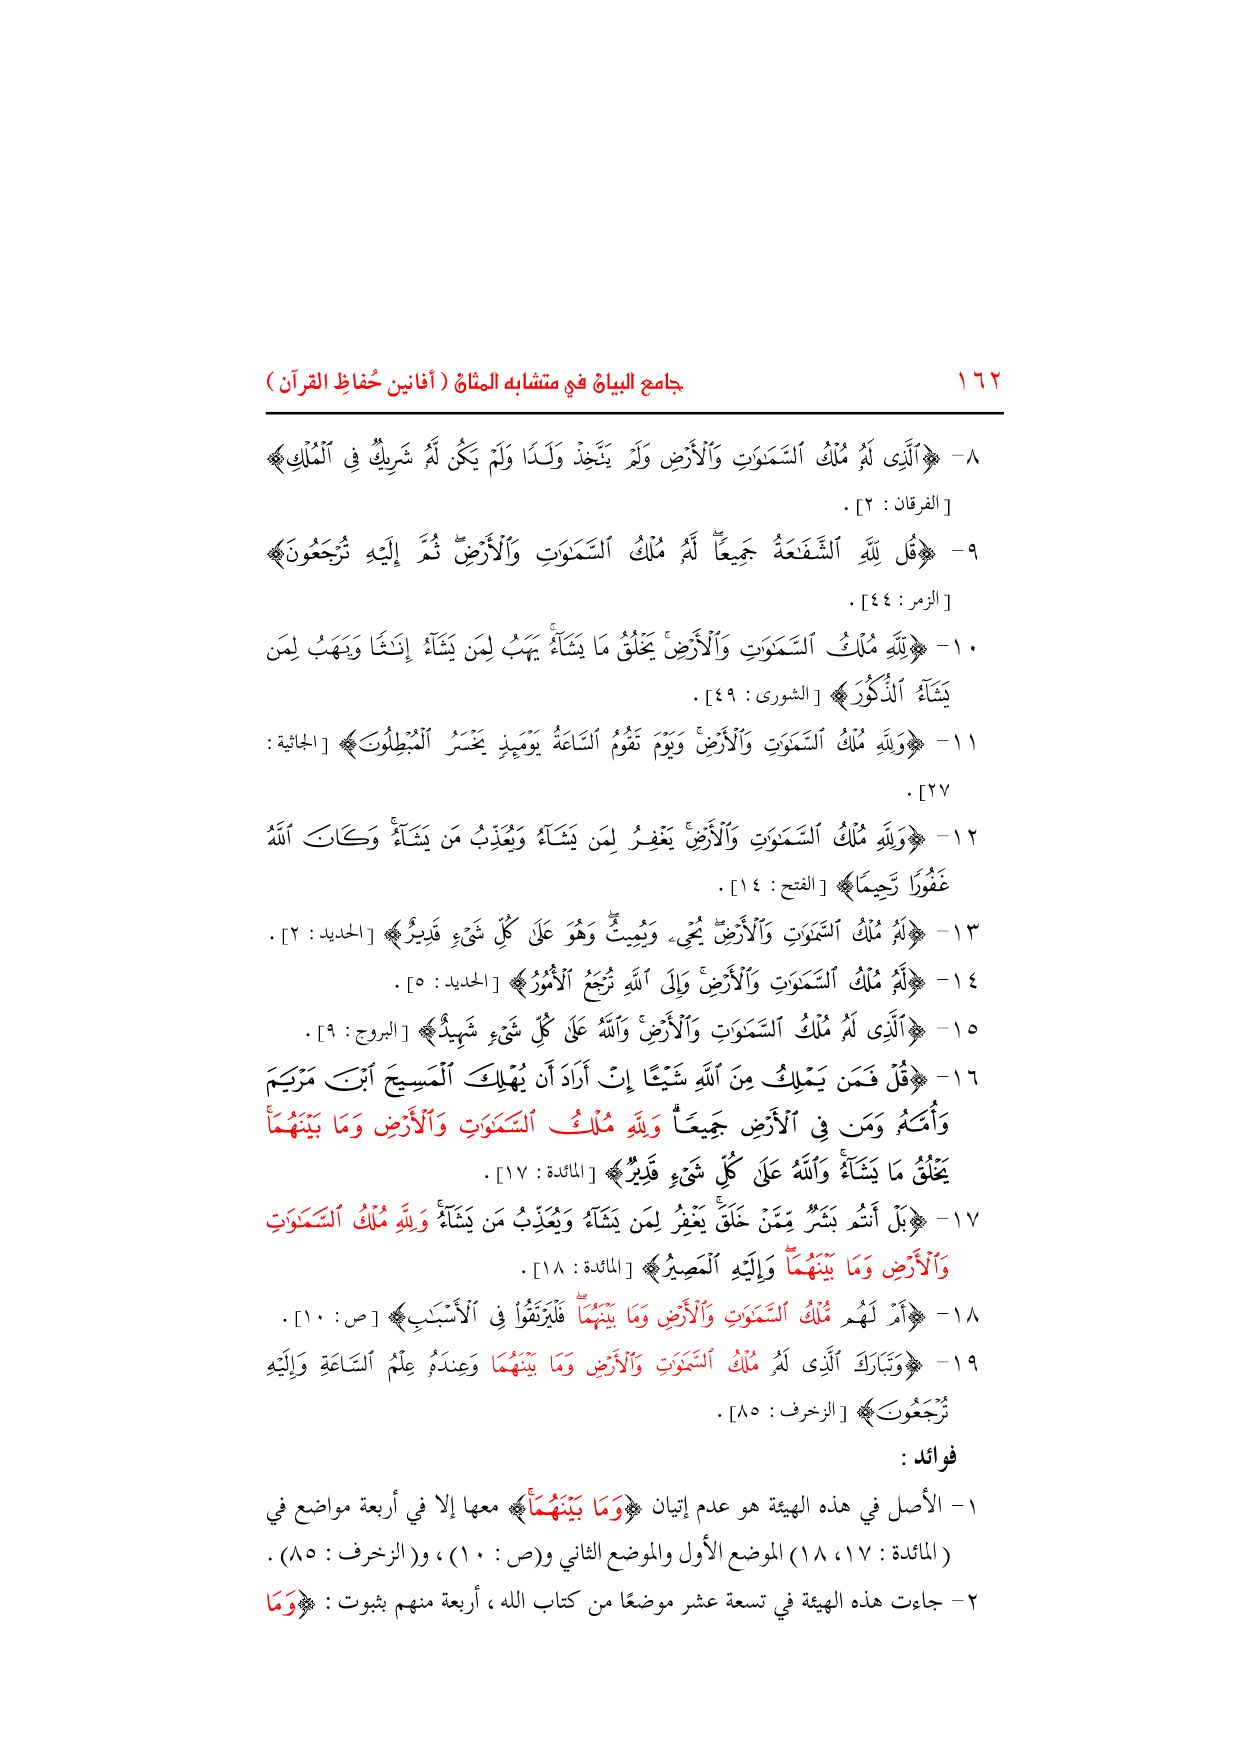 ١٦٢ جامع البيان في متشابه المثان ( أفانين حُفاظِ القرآن )
٨- ﴿ٱلَّذِى لَهُۥ مُلْكُ ٱلسَّمَٰوَٰتِ وَٱلْأَرْضِ وَلَمْ يَتَّخِذْ وَلَدًا وَلَمْ يَكُن لَّهُۥ شَرِيكٌ فِى ٱلْمُلْكِ﴾
[الفرقان : ٢] .
٩- ﴿قُل لِّلَّهِ ٱلشَّفَٰعَةُ جَمِيعًا ۖ لَّهُۥ مُلْكُ ٱلسَّمَٰوَٰتِ وَٱلْأَرْضِ ۖ ثُمَّ إِلَيْهِ تُرْجَعُونَ﴾
[الزمر : ٤٤] .
١٠- ﴿لِّلَّهِ مُلْكُ ٱلسَّمَٰوَٰتِ وَٱلْأَرْضِ ۚ يَخْلُقُ مَا يَشَآءُ ۚ يَهَبُ لِمَن يَشَآءُ إِنَٰثًا وَيَهَبُ لِمَن
يَشَآءُ ٱلذُّكُورَ﴾ [الشورى : ٤٩] .
١١- ﴿وَلِلَّهِ مُلْكُ ٱلسَّمَٰوَٰتِ وَٱلْأَرْضِ ۚ وَيَوْمَ تَقُومُ ٱلسَّاعَةُ يَوْمَئِذٍ يَخْسَرُ ٱلْمُبْطِلُونَ﴾ [الجاثية :
٢٧] .
١٢- ﴿وَلِلَّهِ مُلْكُ ٱلسَّمَٰوَٰتِ وَٱلْأَرْضِ ۚ يَغْفِرُ لِمَن يَشَآءُ وَيُعَذِّبُ مَن يَشَآءُ ۚ وَكَانَ ٱللَّهُ
غَفُورًا رَّحِيمًا﴾ [الفتح : ١٤] .
١٣- ﴿لَهُۥ مُلْكُ ٱلسَّمَٰوَٰتِ وَٱلْأَرْضِ ۖ يُحْىِۦ وَيُمِيتُ ۖ وَهُوَ عَلَىٰ كُلِّ شَىْءٍ قَدِيرٌ﴾ [الحديد : ٢] .
١٤- ﴿لَّهُۥ مُلْكُ ٱلسَّمَٰوَٰتِ وَٱلْأَرْضِ ۚ وَإِلَى ٱللَّهِ تُرْجَعُ ٱلْأُمُورُ﴾ [الحديد : ٥] .
١٥- ﴿ٱلَّذِى لَهُۥ مُلْكُ ٱلسَّمَٰوَٰتِ وَٱلْأَرْضِ ۚ وَٱللَّهُ عَلَىٰ كُلِّ شَىْءٍ شَهِيدٌ﴾ [البروج : ٩] .
١٦- ﴿قُلْ فَمَن يَمْلِكُ مِنَ ٱللَّهِ شَيْـًٔا إِنْ أَرَادَ أَن يُهْلِكَ ٱلْمَسِيحَ ٱبْنَ مَرْيَمَ
وَأُمَّهُۥ وَمَن فِى ٱلْأَرْضِ جَمِيعًا ۗ وَلِلَّهِ مُلْكُ ٱلسَّمَٰوَٰتِ وَٱلْأَرْضِ وَمَا بَيْنَهُمَا ۚ
يَخْلُقُ مَا يَشَآءُ ۚ وَٱللَّهُ عَلَىٰ كُلِّ شَىْءٍ قَدِيرٌ﴾ [المائدة : ١٧] .
١٧- ﴿بَلْ أَنتُم بَشَرٌ مِّمَّنْ خَلَقَ ۚ يَغْفِرُ لِمَن يَشَآءُ وَيُعَذِّبُ مَن يَشَآءُ ۚ وَلِلَّهِ مُلْكُ ٱلسَّمَٰوَٰتِ
وَٱلْأَرْضِ وَمَا بَيْنَهُمَا ۖ وَإِلَيْهِ ٱلْمَصِيرُ﴾ [المائدة : ١٨] .
١٨- ﴿أَمْ لَهُم مُّلْكُ ٱلسَّمَٰوَٰتِ وَٱلْأَرْضِ وَمَا بَيْنَهُمَا ۖ فَلْيَرْتَقُوا۟ فِى ٱلْأَسْبَٰبِ﴾ [ص : ١٠] .
١٩- ﴿وَتَبَارَكَ ٱلَّذِى لَهُۥ مُلْكُ ٱلسَّمَٰوَٰتِ وَٱلْأَرْضِ وَمَا بَيْنَهُمَا وَعِندَهُۥ عِلْمُ ٱلسَّاعَةِ وَإِلَيْهِ
تُرْجَعُونَ﴾ [الزخرف : ٨٥] .
فوائد :
١- الأصل في هذه الهيئة هو عدم إتيان ﴿وَمَا بَيْنَهُمَا ۚ﴾ معها إلا في أربعة مواضع في
(المائدة : ١٧، ١٨) الموضع الأول والموضع الثاني و(ص : ١٠) ، و(الزخرف : ٨٥) .
٢- جاءت هذه الهيئة في تسعة عشر موضعًا من كتاب الله ، أربعة منهم بثبوت : ﴿وَمَا